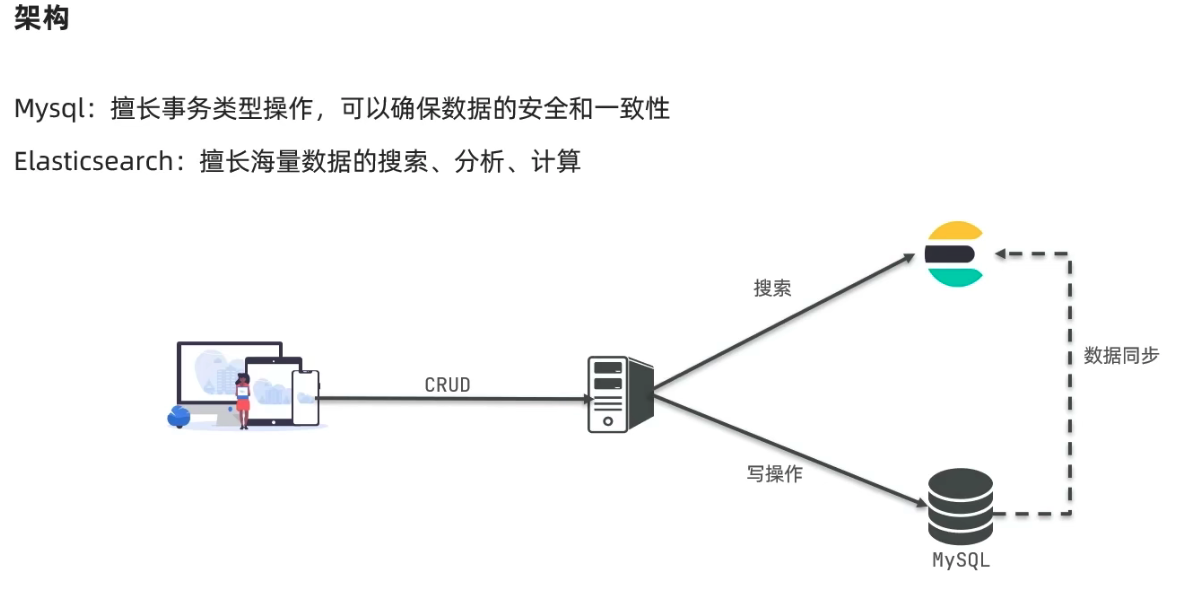 架构
Mysql：擅长事务类型操作，可以确保数据的安全和一致性
Elasticsearch：擅长海量数据的搜索、分析、计算
搜索
数据同步
CRUD
写操作
MySQL